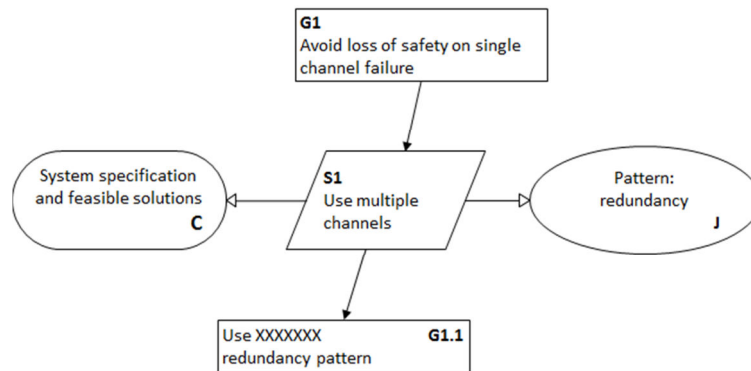 G1
Avoid loss of safety on single
channel failure
System specification
and feasible solutions
C
S1
Use multiple
channels
Pattern:
redundancy
J
Use XXXXXXX G1.1
redundancy pattern